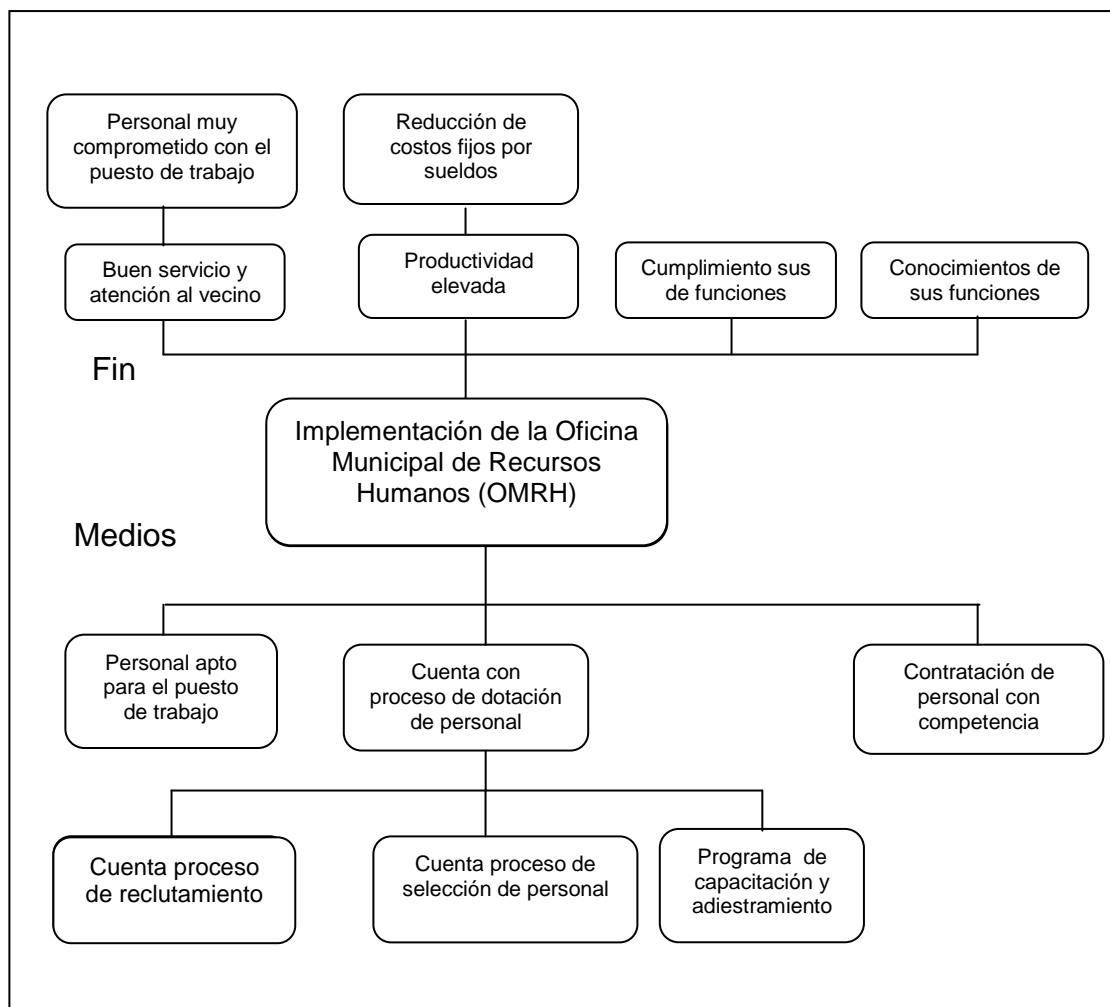 Personal muy
comprometido con el
puesto de trabajo
Reducción de
costos fijos por
sueldos
Buen servicio y
atención al vecino
Productividad
elevada
Cumplimiento sus
de funciones
Conocimientos de
sus funciones
Fin
Implementación de la Oficina
Municipal de Recursos
Humanos (OMRH)
Medios
Personal apto
para el puesto
de trabajo
Cuenta con
proceso de dotación
de personal
Contratación de
personal con
competencia
Cuenta proceso
de reclutamiento
Cuenta proceso de
selección de personal
Programa de
capacitación y
adiestramiento